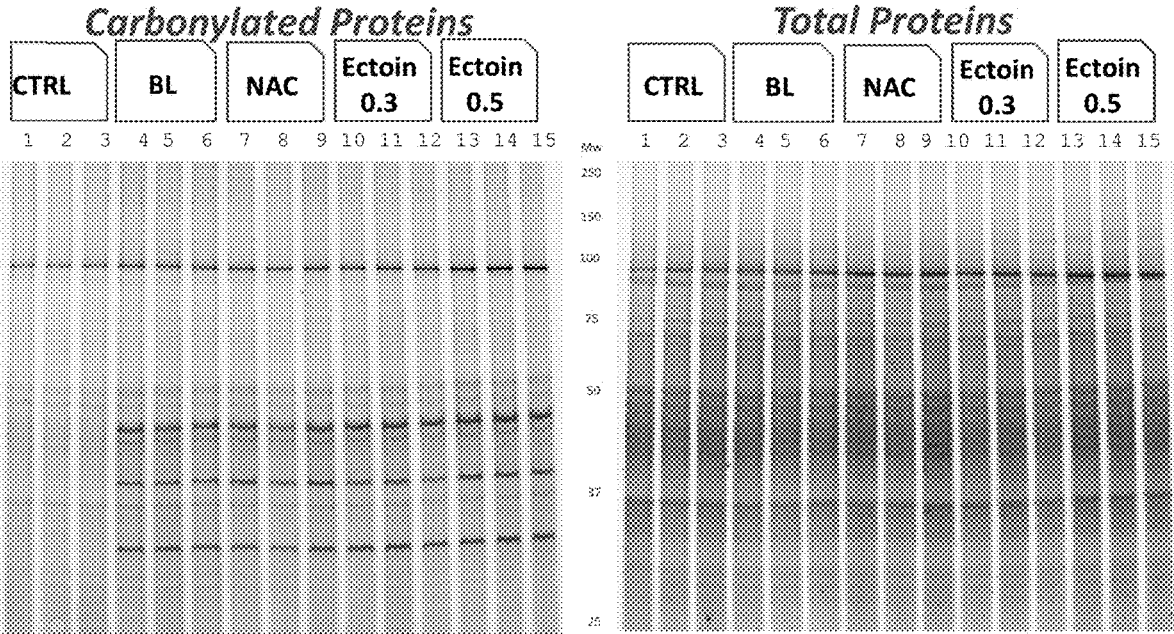 Carbonylated Proteins
CTRL BL NAC Ectoin 0.3 Ectoin 0.5
1 2 3 4 5 6 7 8 9 10 11 12 13 14 15
Total Proteins
CTRL BL NAC Ectoin 0.3 Ectoin 0.5
1 2 3 4 5 6 7 8 9 10 11 12 13 14 15
Mw
250
150
100
75
50
37
25